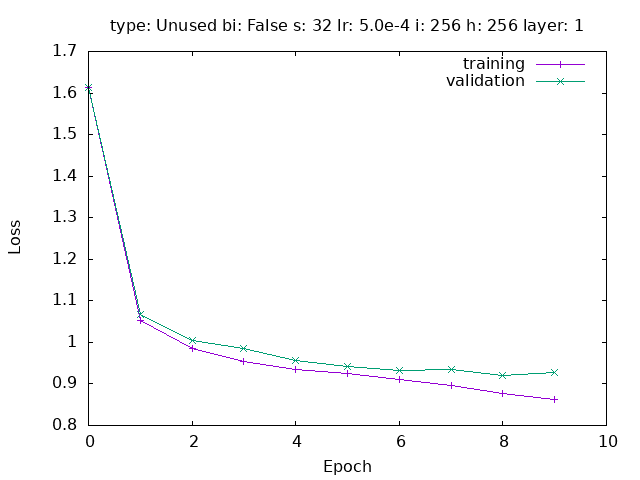 type: Unused bi: False s: 32 lr: 5.0e-4 i: 256 h: 256 layer: 1
training
validation
1.7
1.6
1.5
1.4
1.3
1.2
1.1
1
0.9
0.8
Loss
0 2 4 6 8 10
Epoch